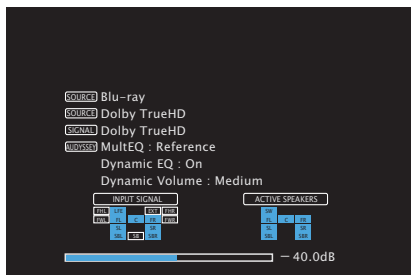 SOURCE Blu-ray
SOURCE Dolby TrueHD
SIGNAL Dolby TrueHD
AUDYSSEY MultEQ : Reference
Dynamic EQ : On
Dynamic Volume : Medium
INPUT SIGNAL ACTIVE SPEAKERS
FHL LFE EXT FHR SW
FWL FL C FR FWR FL C FR
SL SR SL SR
SBL SB SBR SBL SBR
-40.0dB